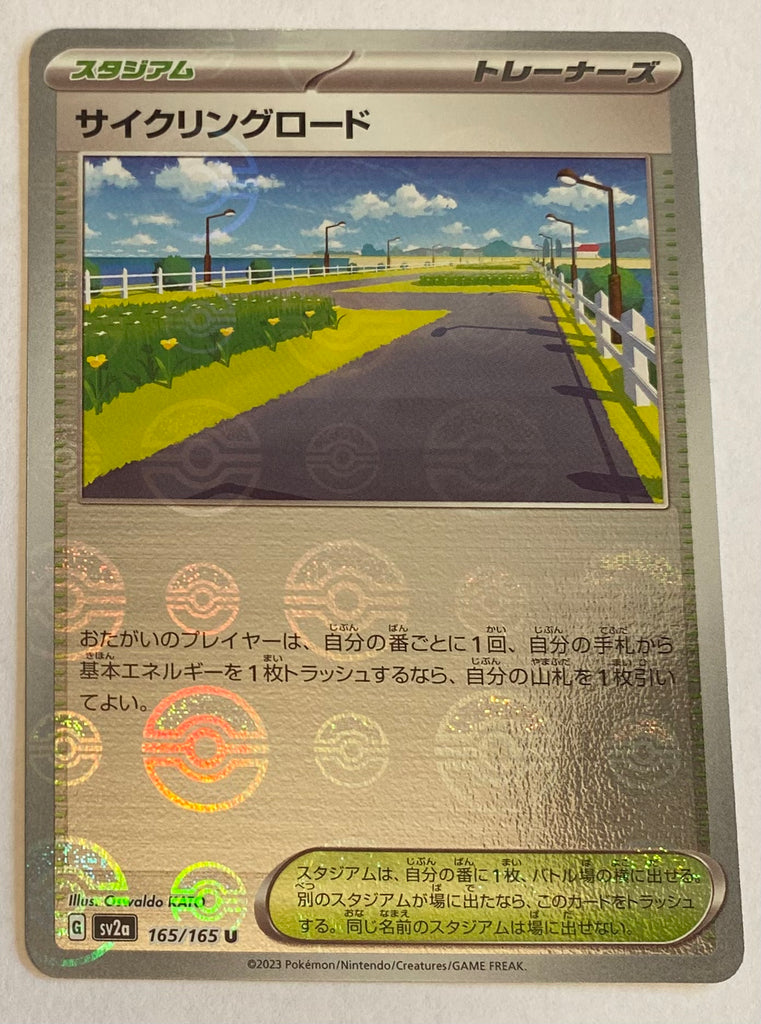 スタジアム
トレーナーズ
サイクリングロード
おたがいのプレイヤーは、自分の番ごとに1回、自分の手札から
基本エネルギーを1枚トラッシュするなら、自分の山札を1枚引い
てよい。
スタジアムは、自分の番に1枚、バトル場の横に出せる。
別のスタジアムが場に出たなら、このカードをトラッシュ
する。同じ名前のスタジアムは場に出せない。
Illus. Oswaldo KATO
G sv2a 165/165 U
©2023 Pokémon/Nintendo/Creatures/GAME FREAK.